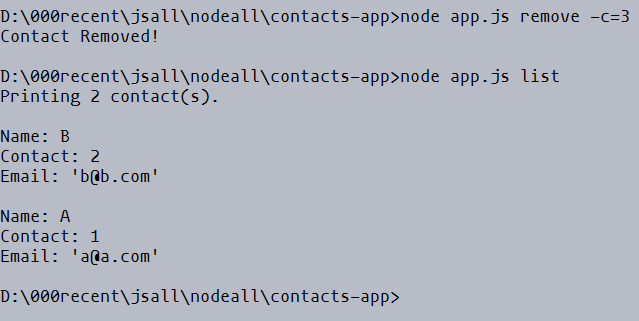 D:\000recent\jsall\nodeall\contacts-app>node app.js remove -c=3
Contact Removed!
D:\000recent\jsall\nodeall\contacts-app>node app.js list
Printing 2 contact(s).
Name: B
Contact: 2
Email: 'b@b.com'
Name: A
Contact: 1
Email: 'a@a.com'
D:\000recent\jsall\nodeall\contacts-app>